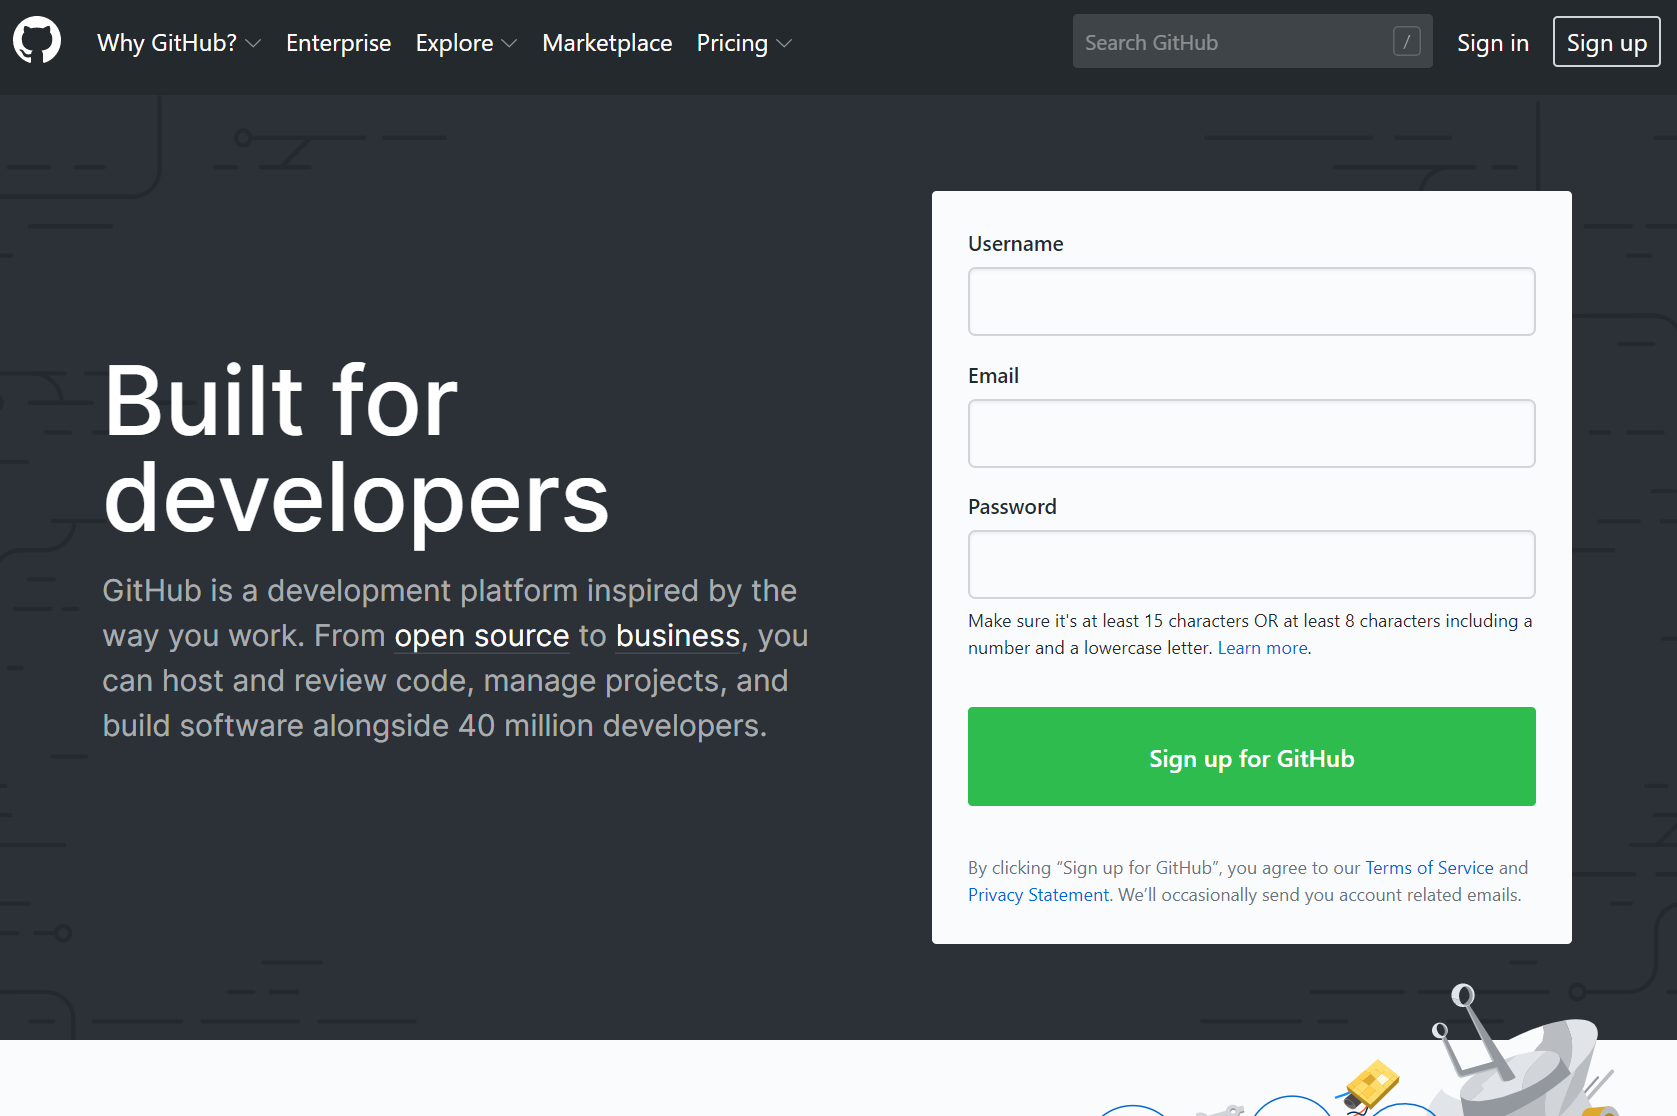 Why GitHub? Enterprise Explore Marketplace Pricing Search GitHub / Sign in Sign up
Built for
developers
GitHub is a development platform inspired by the
way you work. From open source to business, you
can host and review code, manage projects, and
build software alongside 40 million developers.
Username
Email
Password
Make sure it's at least 15 characters OR at least 8 characters including a
number and a lowercase letter. Learn more.
Sign up for GitHub
By clicking “Sign up for GitHub”, you agree to our Terms of Service and
Privacy Statement. We’ll occasionally send you account related emails.